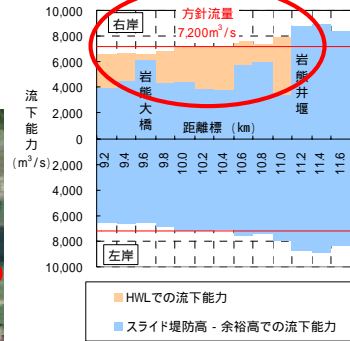 10,000
右岸
方針流量
7,200m³/s
8,000
6,000
4,000
2,000
0
岩熊大橋
岩熊井堰
流下能力
(m³/s)
距離標 (km)
9.2
9.4
9.6
9.8
10.0
10.2
10.4
10.6
10.8
11.0
11.2
11.4
11.6
2,000
4,000
6,000
8,000
左岸
10,000
HWLでの流下能力
スライド堤防高 - 余裕高での流下能力